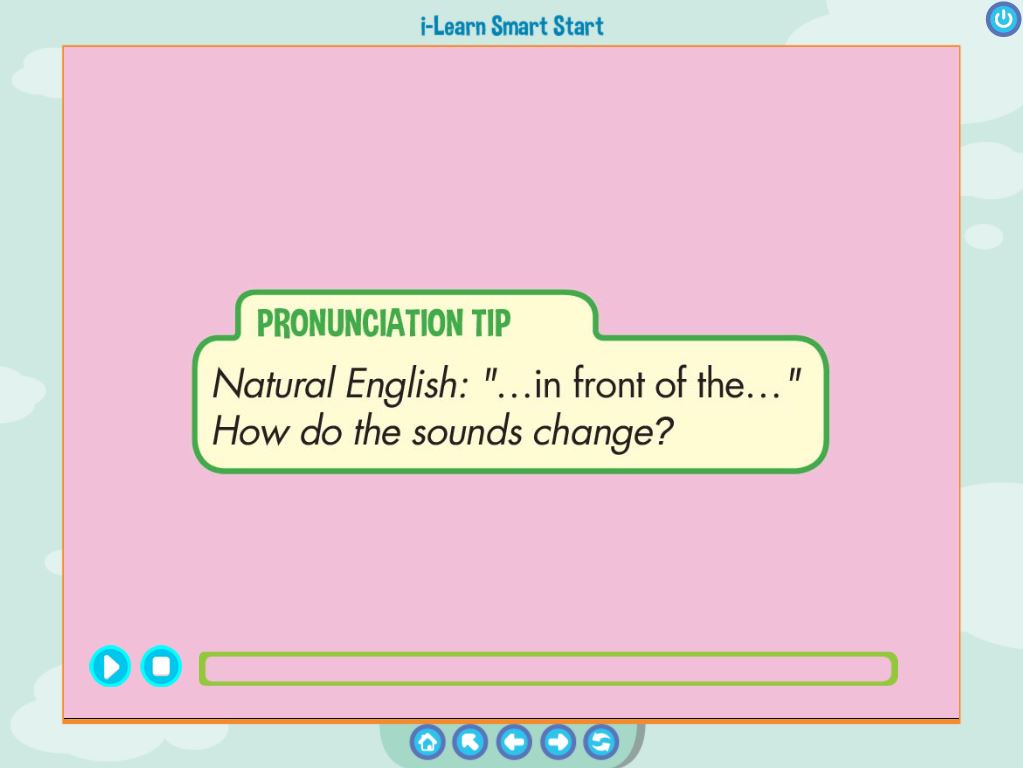 i-Learn Smart Start
PRONUNCIATION TIP
Natural English: "...in front of the..."
How do the sounds change?